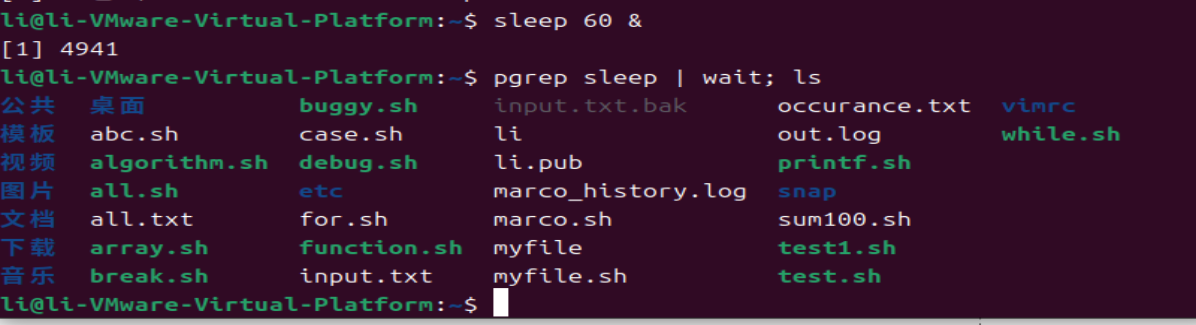 li@li-VMware-Virtual-Platform:~$ sleep 60 &
[1] 4941
li@li-VMware-Virtual-Platform:~$ pgrep sleep | wait; ls
公共 桌面 buggy.sh input.txt.bak occurance.txt vimrc
模板 abc.sh case.sh li out.log while.sh
视频 algorithm.sh debug.sh li.pub printf.sh
图片 all.sh etc marco_history.log snap
文档 all.txt for.sh marco.sh sum100.sh
下载 array.sh function.sh myfile test1.sh
音乐 break.sh input.txt myfile.sh test.sh
li@li-VMware-Virtual-Platform:~$